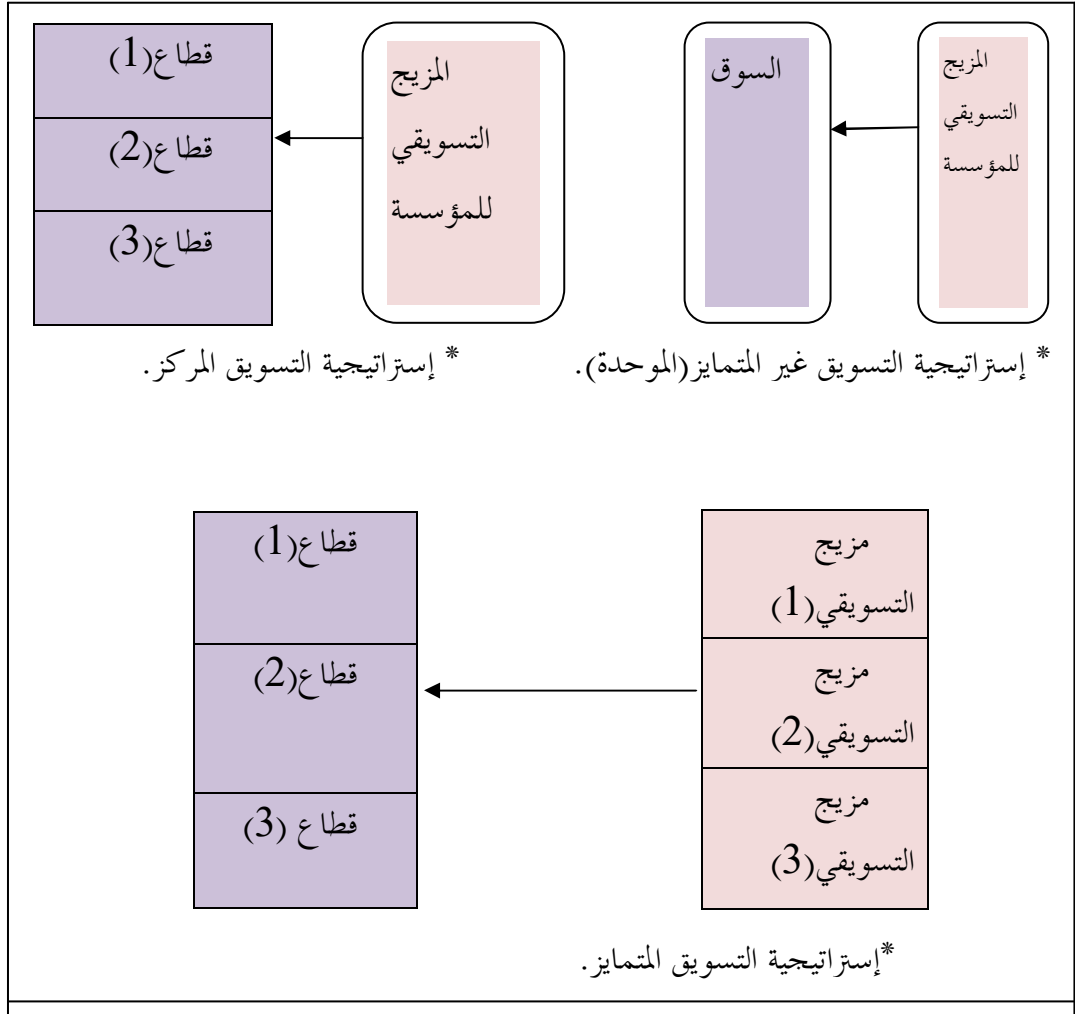 المزيج
التسويقي
للمؤسسة
السوق
* إستراتيجية التسويق غير المتمايز(الموحدة).
المزيج
التسويقي
للمؤسسة
قطاع(1)
قطاع(2)
قطاع(3)
* إستراتيجية التسويق المركز.
مزيج
التسويقي(1)
مزيج
التسويقي(2)
مزيج
التسويقي(3)
قطاع(1)
قطاع(2)
قطاع (3)
*إستراتيجية التسويق المتمايز.